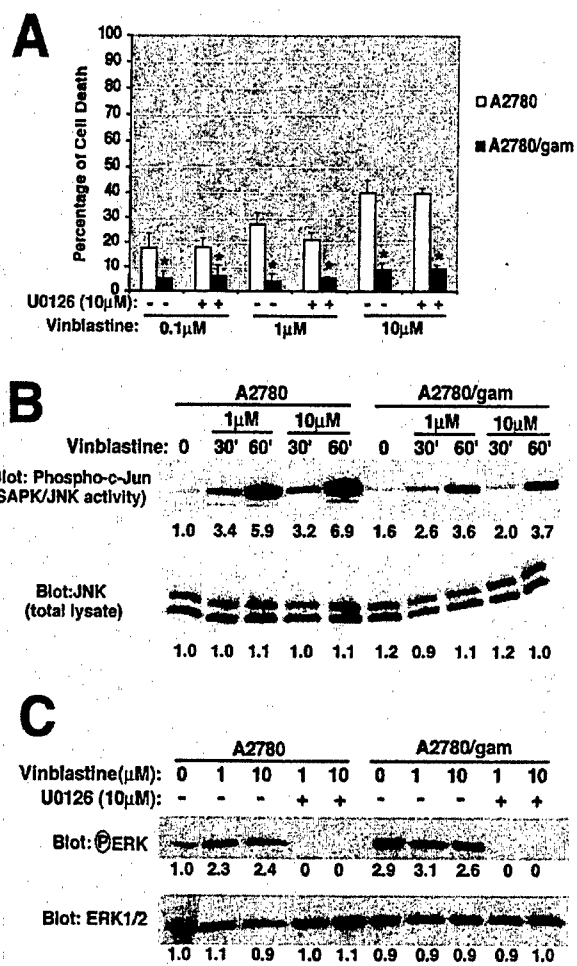 A
Percentage of Cell Death
100
90
80
70
60
50
40
30
20
10
0
* * * * * *
A2780
A2780/gam
U0126 (10µM): - - + + - - + + - - + +
Vinblastine: 0.1µM 1µM 10µM
B
A2780 A2780/gam
1µM 10µM 1µM 10µM
Vinblastine: 0 30' 60' 30' 60' 0 30' 60' 30' 60'
Blot: Phospho-c-Jun
SAPK/JNK activity)
1.0 3.4 5.9 3.2 6.9 1.6 2.6 3.6 2.0 3.7
Blot:JNK
(total lysate)
1.0 1.0 1.1 1.0 1.1 1.2 0.9 1.1 1.2 1.0
C
A2780 A2780/gam
Vinblastine(µM): 0 1 10 1 10 0 1 10 1 10
U0126 (10µM): - - - + + - - - + +
Blot: ⓅERK
1.0 2.3 2.4 0 0 2.9 3.1 2.6 0 0
Blot: ERK1/2
1.0 1.1 0.9 1.0 1.1 0.9 0.9 0.9 0.9 1.0